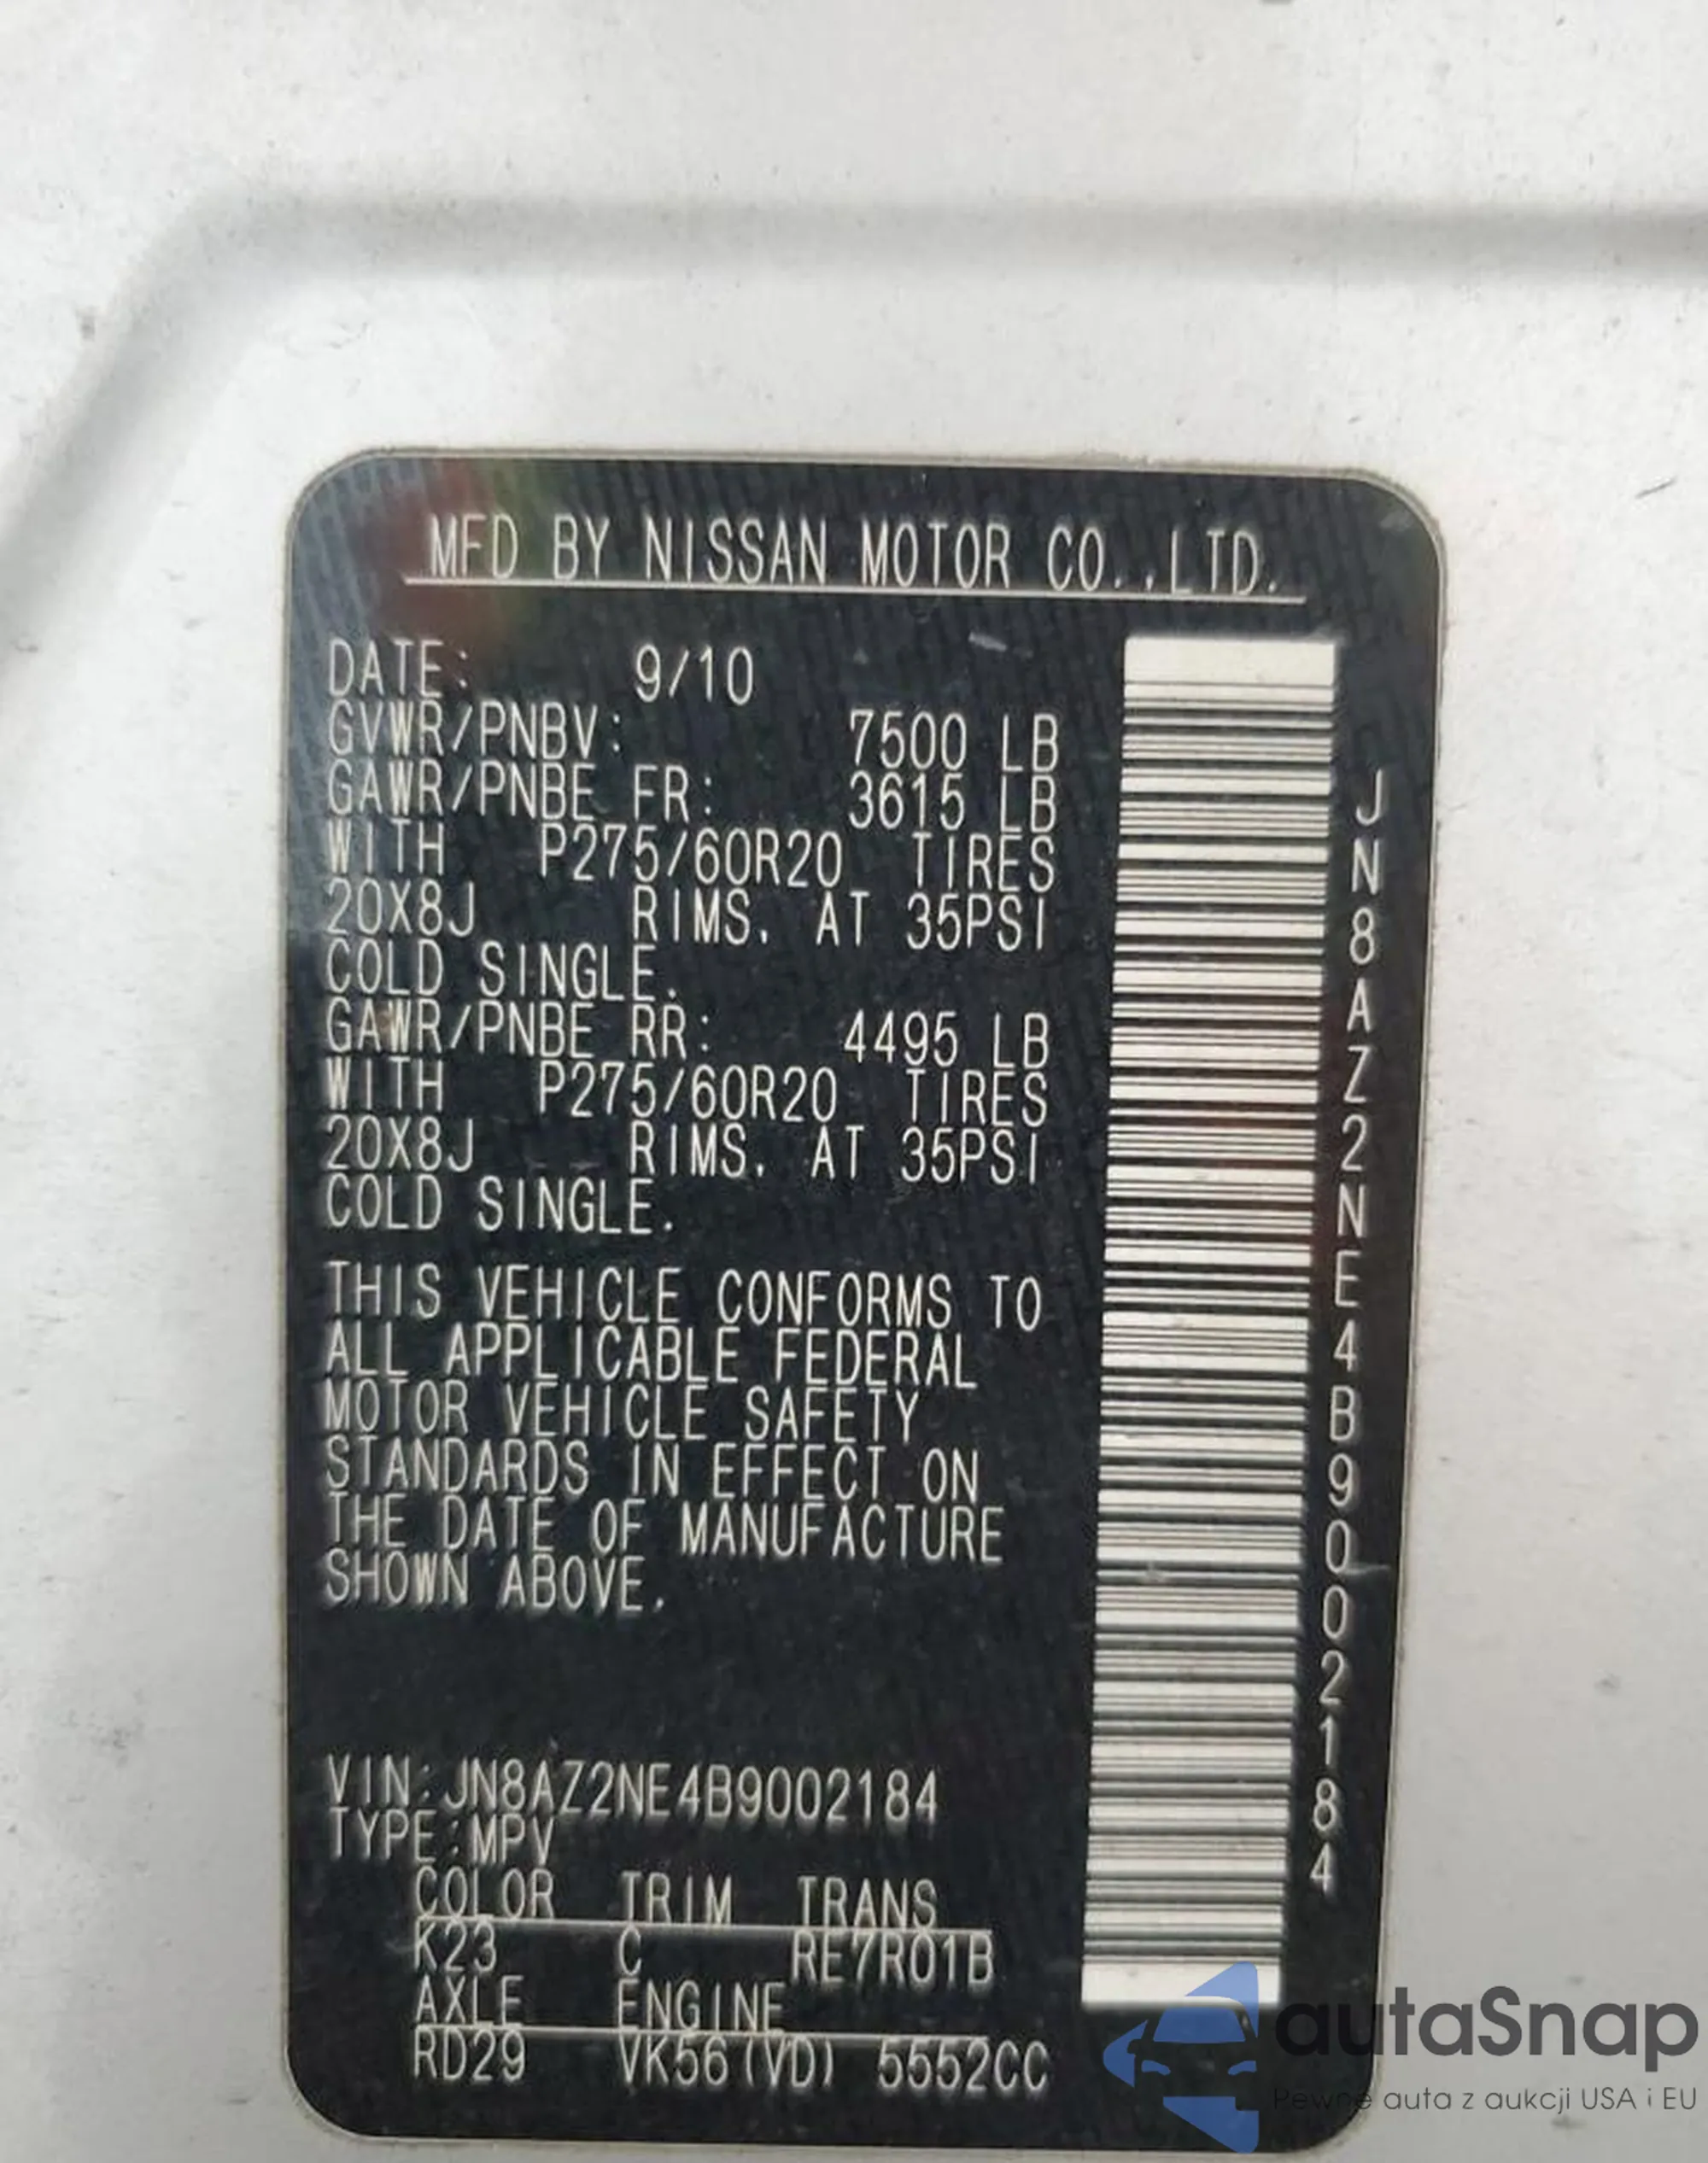 MFD BY NISSAN MOTOR CO.,LTD.
DATE: 9/10
GVWR/PNBV: 7500 LB
GAWR/PNBE FR: 3615 LB
WITH P275/60R20 TIRES
20X8J RIMS. AT 35PSI
COLD SINGLE.
GAWR/PNBE RR: 4495 LB
WITH P275/60R20 TIRES
20X8J RIMS. AT 35PSI
COLD SINGLE.
THIS VEHICLE CONFORMS TO
ALL APPLICABLE FEDERAL
MOTOR VEHICLE SAFETY
STANDARDS IN EFFECT ON
THE DATE OF MANUFACTURE
SHOWN ABOVE.
VIN:JN8AZ2NE4B9002184
TYPE:MPV
COLOR TRIM TRANS
K23 C RE7R01B
AXLE ENGINE
RD29 VK56(VD) 5552CC
JN8AZ2NE4B9002184
autaSnap
Pewne auta z aukcji USA i EU